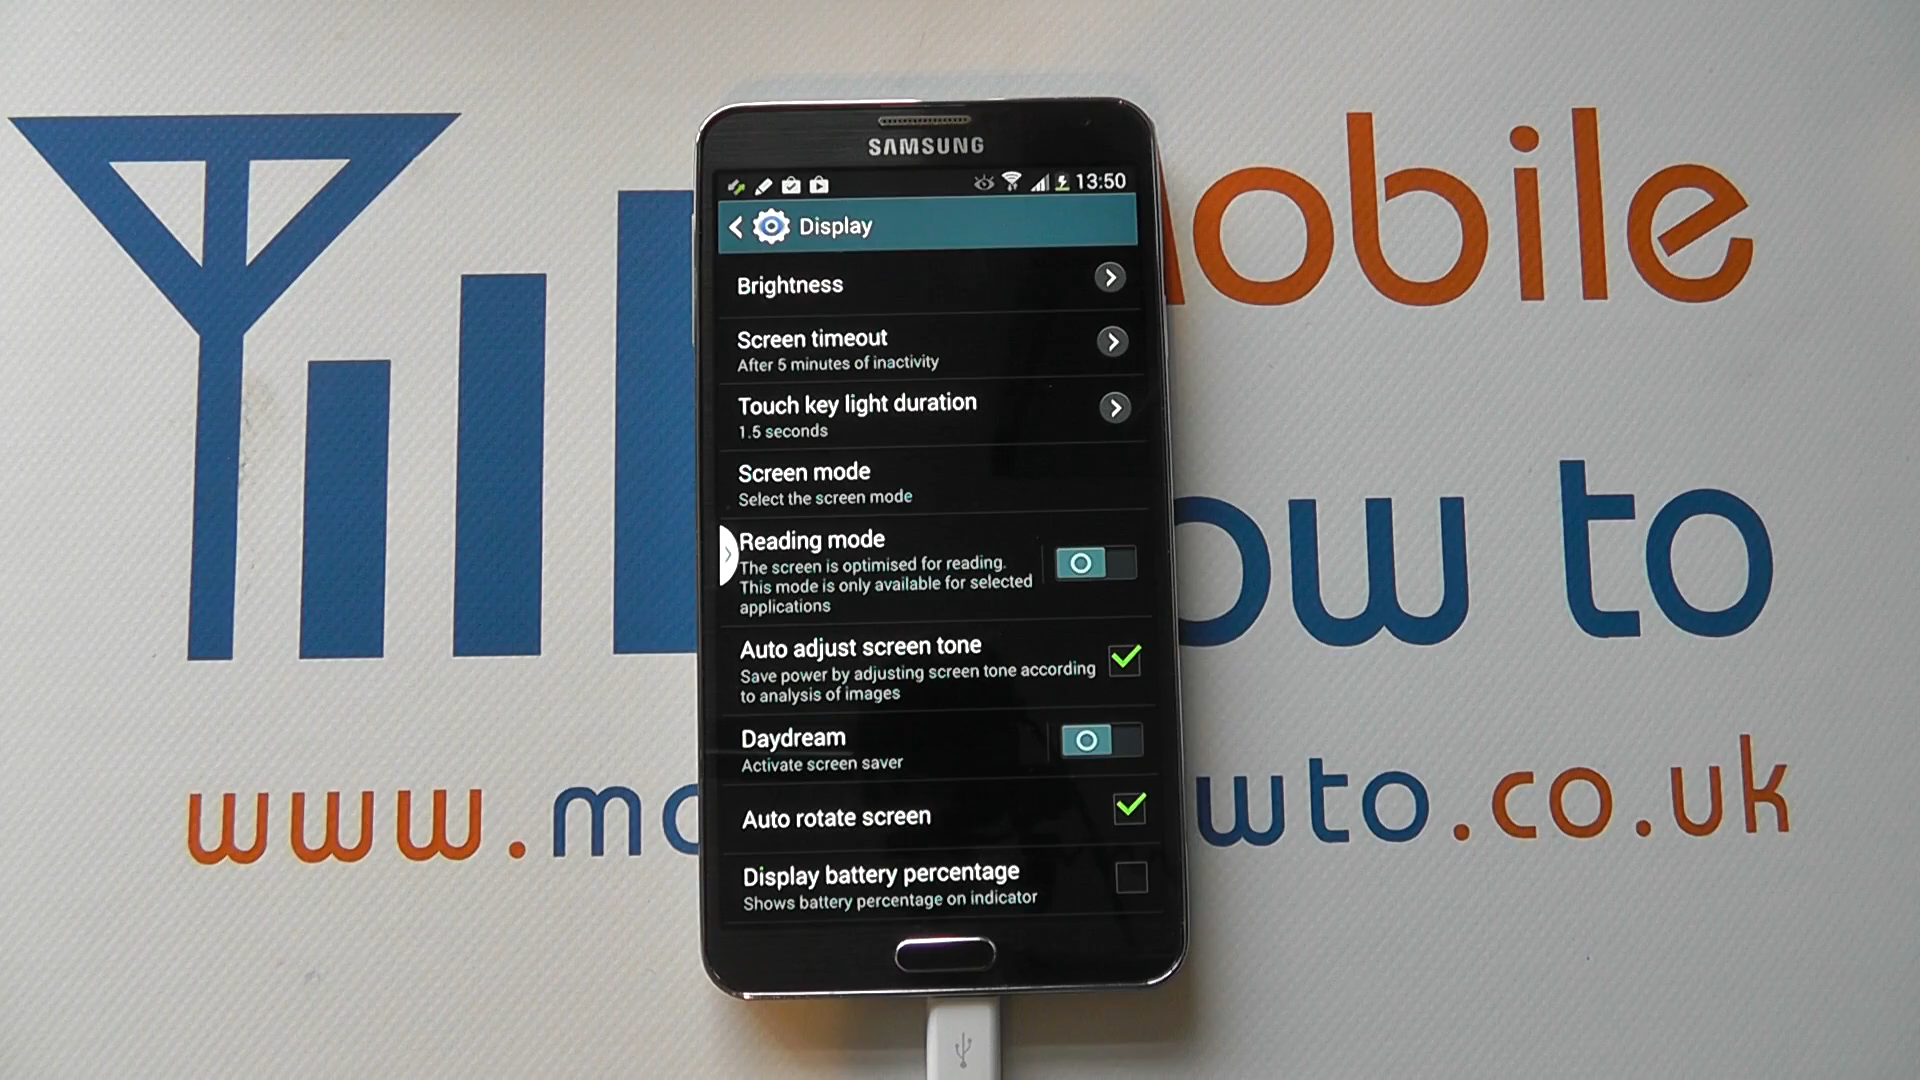 SAMSUNG
13:50
Display
Brightness
Screen timeout
After 5 minutes of inactivity
Touch key light duration
1.5 seconds
Screen mode
Select the screen mode
Reading mode
The screen is optimised for reading.
This mode is only available for selected
applications
Auto adjust screen tone
Save power by adjusting screen tone according
to analysis of images
Daydream
Activate screen saver
Auto rotate screen
Display battery percentage
Shows battery percentage on indicator
obile
ow to
www.mo
wto.co.uk